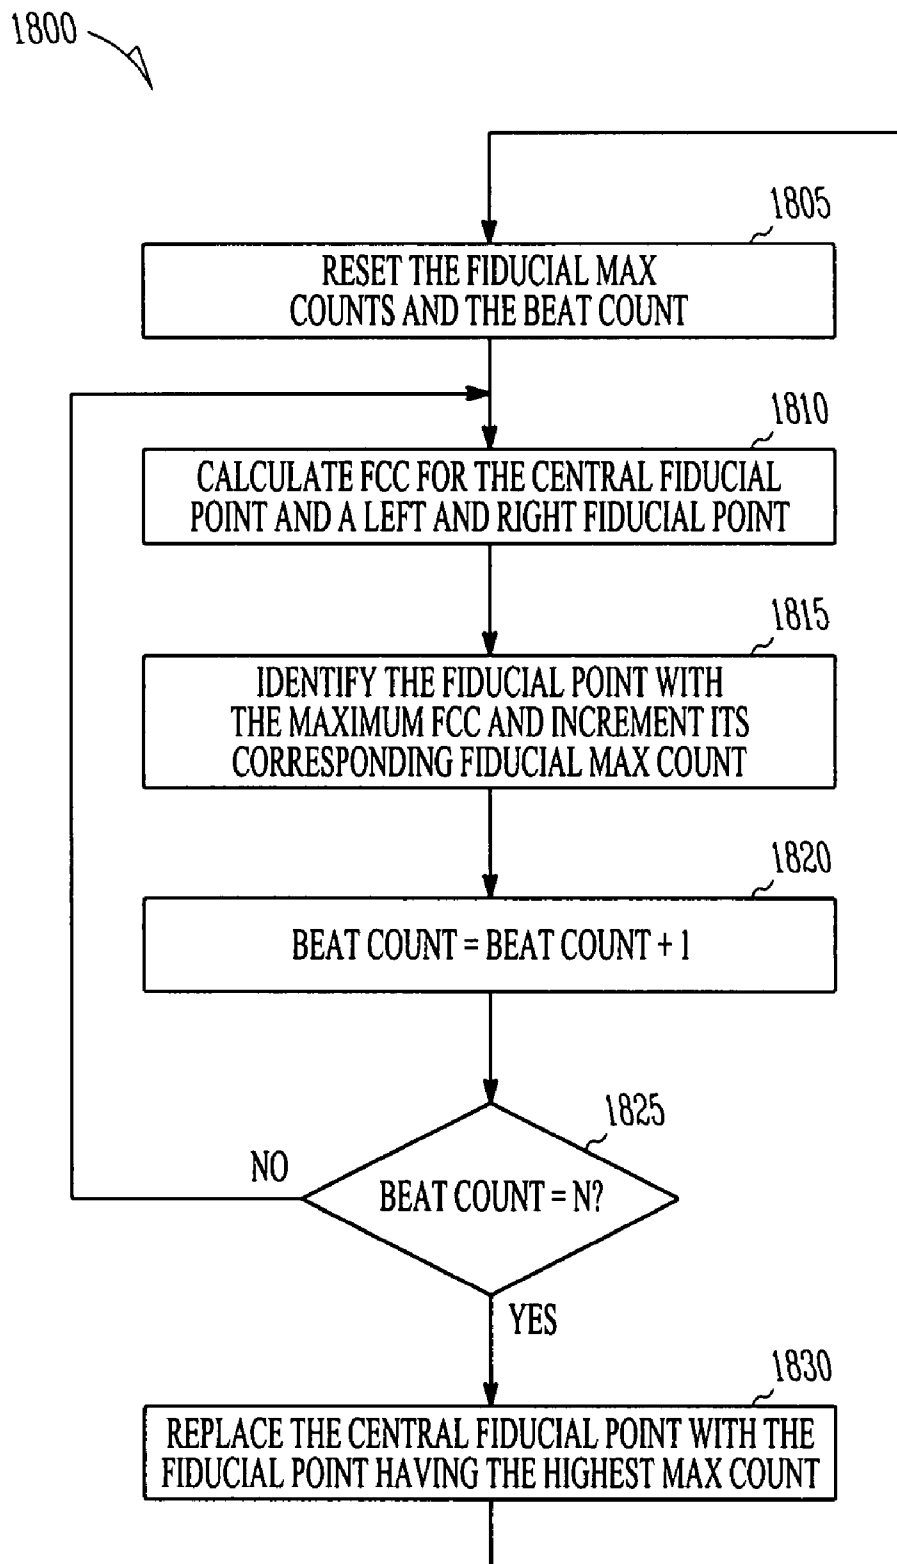 1800
1805
RESET THE FIDUCIAL MAX
COUNTS AND THE BEAT COUNT
1810
CALCULATE FCC FOR THE CENTRAL FIDUCIAL
POINT AND A LEFT AND RIGHT FIDUCIAL POINT
1815
IDENTIFY THE FIDUCIAL POINT WITH
THE MAXIMUM FCC AND INCREMENT ITS
CORRESPONDING FIDUCIAL MAX COUNT
1820
BEAT COUNT = BEAT COUNT + 1
1825
NO
BEAT COUNT = N?
YES
1830
REPLACE THE CENTRAL FIDUCIAL POINT WITH THE
FIDUCIAL POINT HAVING THE HIGHEST MAX COUNT